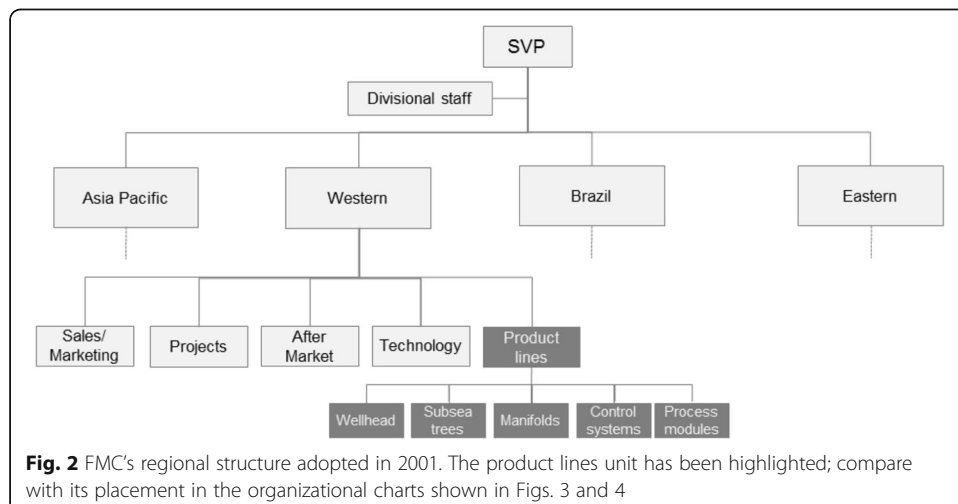 SVP
Divisional staff
Asia Pacific
Western
Brazil
Eastern
Sales/
Marketing
Projects
After
Market
Technology
Product
lines
Wellhead
Subsea
trees
Manifolds
Control
systems
Process
modules
Fig. 2 FMC's regional structure adopted in 2001. The product lines unit has been highlighted; compare
with its placement in the organizational charts shown in Figs. 3 and 4